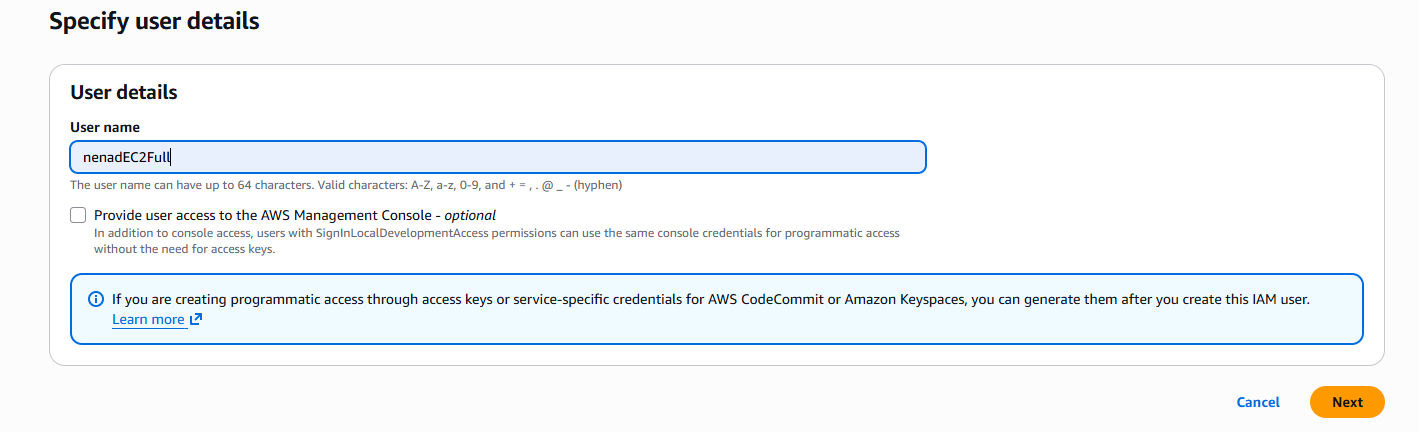 Specify user details
User details
User name
nenadEC2Full
The user name can have up to 64 characters. Valid characters: A-Z, a-z, 0-9, and + = , . @ _ - (hyphen)
Provide user access to the AWS Management Console - optional
In addition to console access, users with SignInLocalDevelopmentAccess permissions can use the same console credentials for programmatic access
without the need for access keys.
If you are creating programmatic access through access keys or service-specific credentials for AWS CodeCommit or Amazon Keyspaces, you can generate them after you create this IAM user.
Learn more
Cancel
Next